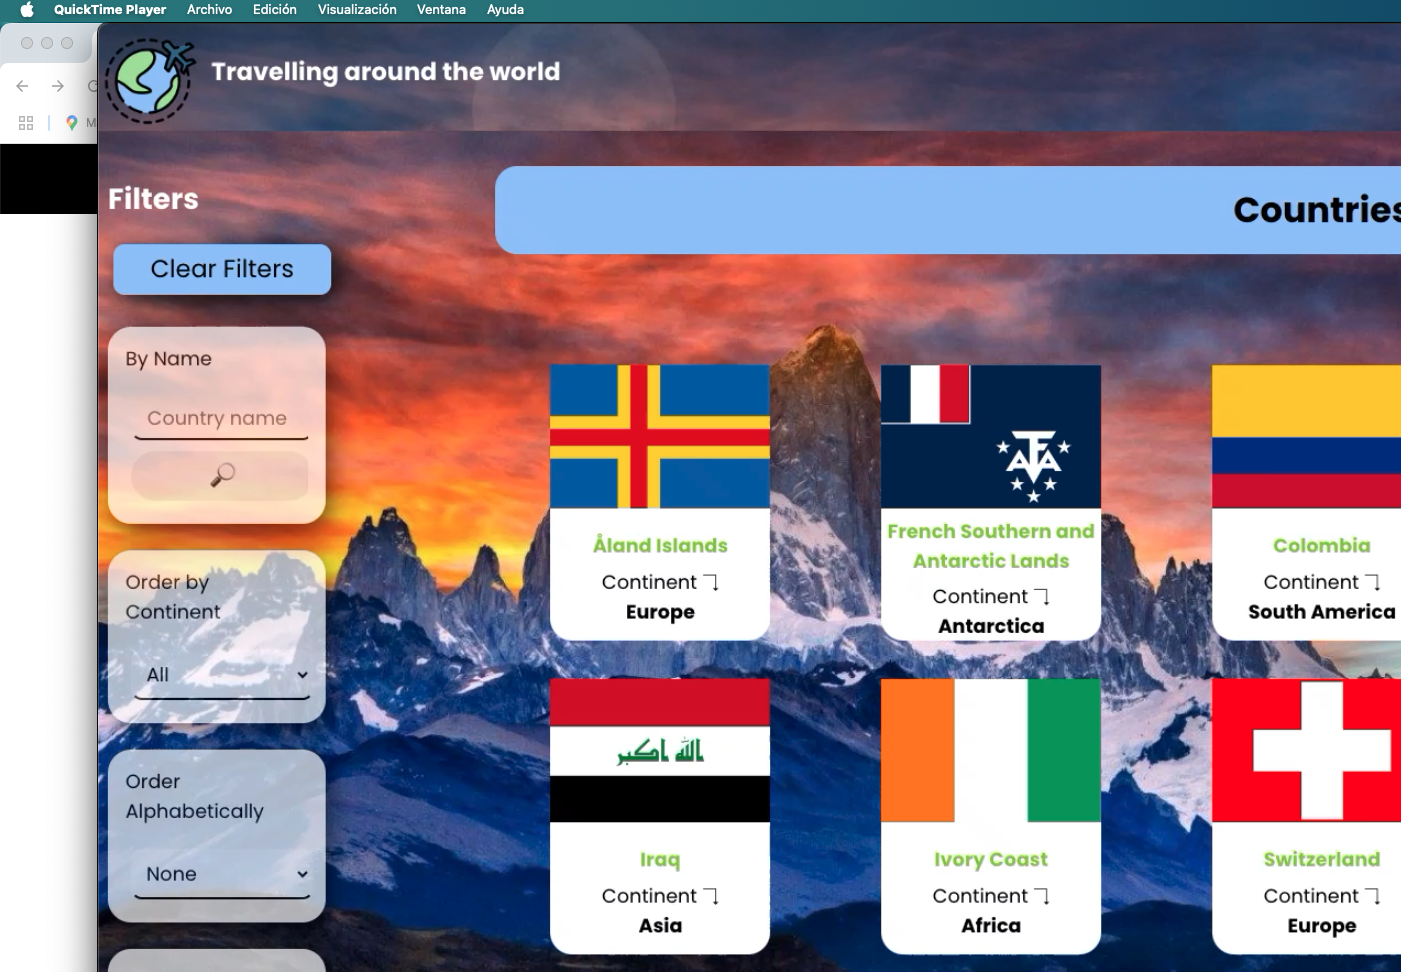 QuickTime Player Archivo Edición Visualización Ventana Ayuda
Travelling around the world
Filters
Countries
Clear Filters
By Name
Country name
Order by
Continent
All
Order
Alphabetically
None
Åland Islands
Continent
Europe
French Southern and
Antarctic Lands
Continent
Antarctica
Colombia
Continent
South America
الله اكبر
Iraq
Continent
Asia
Ivory Coast
Continent
Africa
Switzerland
Continent
Europe